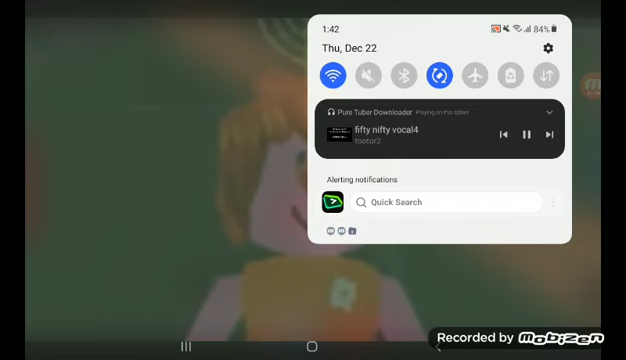 1:42
84%
Thu, Dec 22
Pure Tuber Downloader Playing on this tablet
fifty nifty vocal4
tootor2
Alerting notifications
Quick Search
Recorded by Mobizen